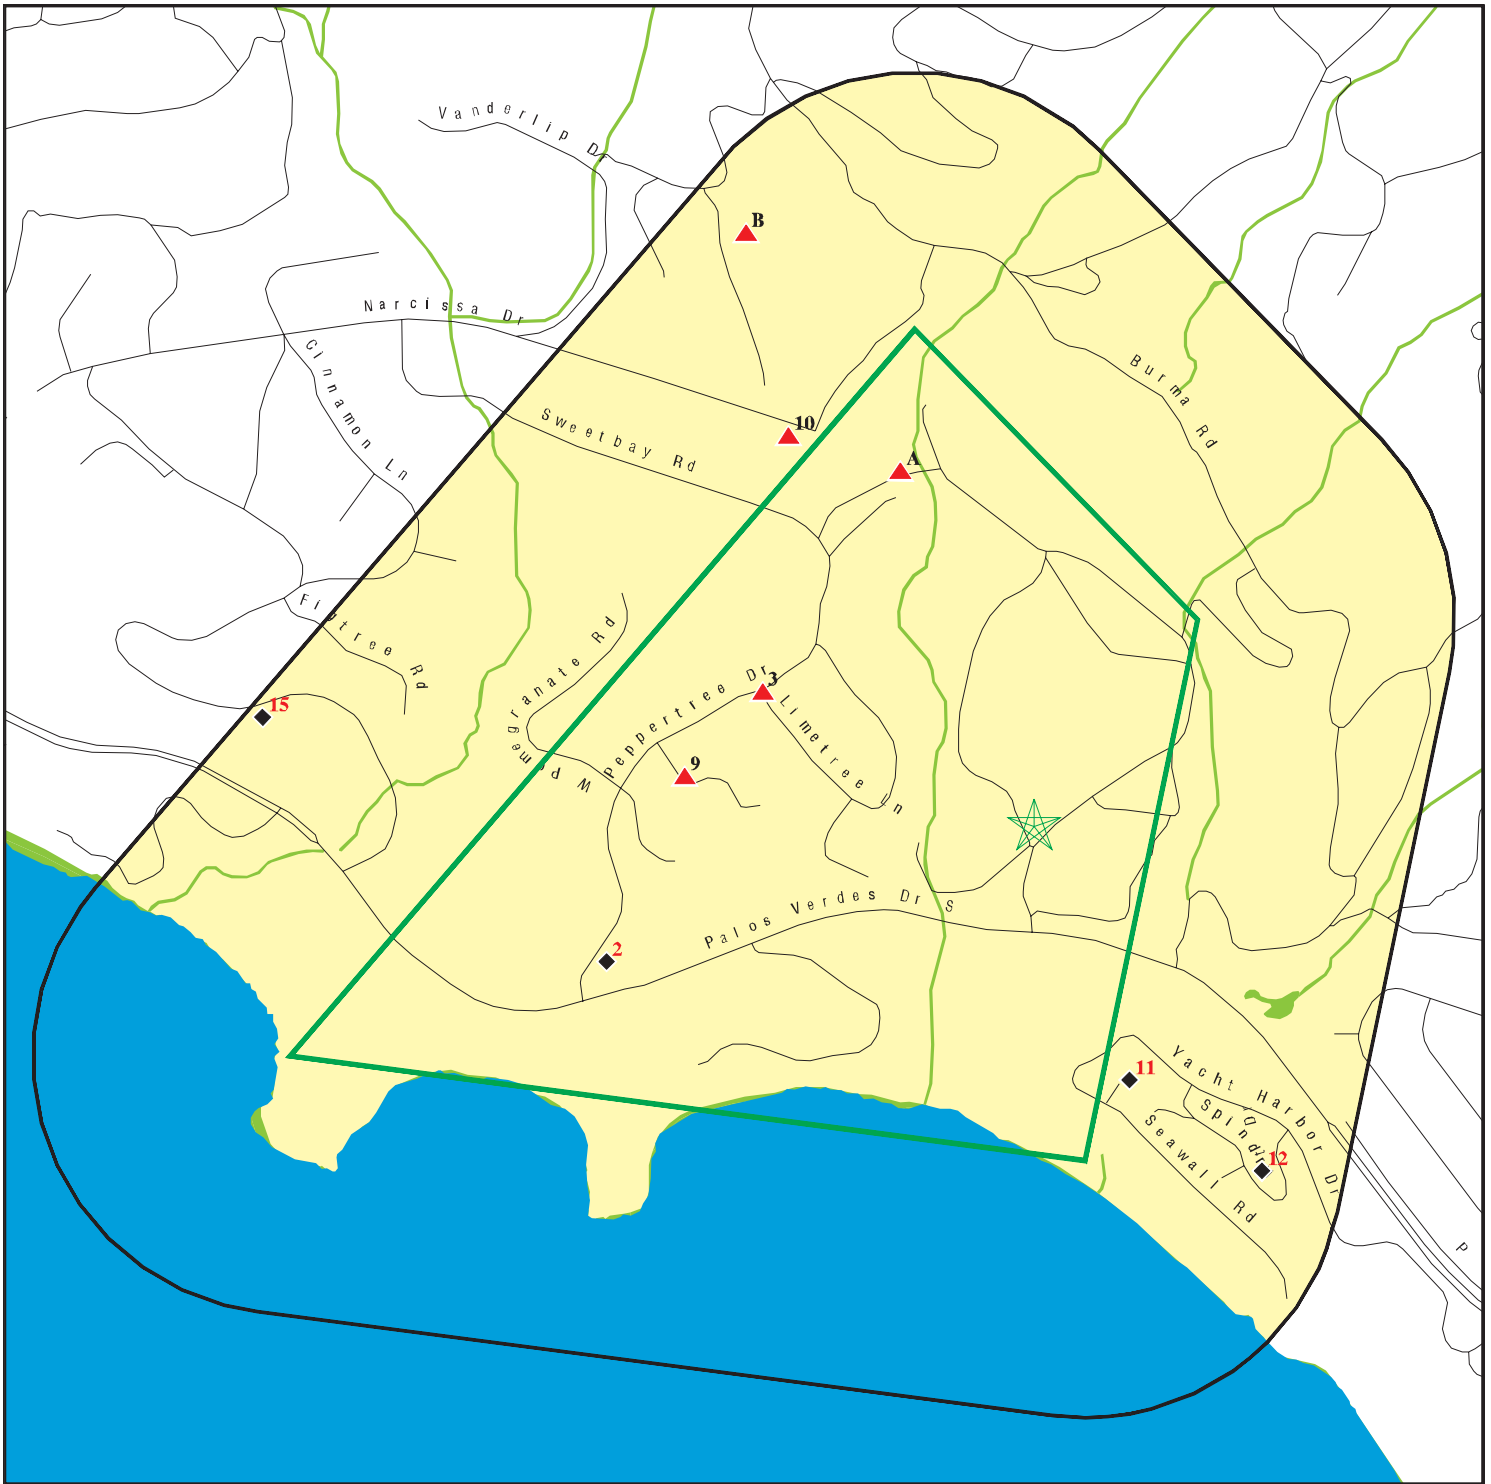 Vanderlip Dr
B
Narcissa Dr
Cinnamon Ln
Burma Rd
Sweetbay Rd
10
A
Figtree Rd
W Pomegranate Rd
Peppertree Dr
3
Limetree Ln
15
9
Palos Verdes Dr S
2
Yacht Harbor Dr
11
Spindr
Seawall Rd
12
P